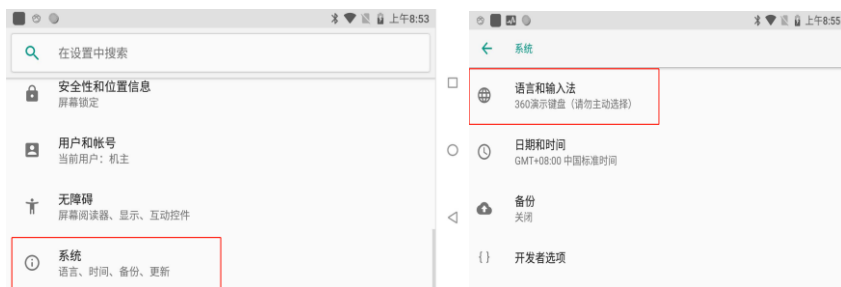 上午8:53
在设置中搜索
安全性和位置信息
屏幕锁定
用户和帐号
当前用户：机主
无障碍
屏幕阅读器、显示、互动控件
系统
语言、时间、备份、更新
上午8:55
系统
语言和输入法
360演示键盘（请勿主动选择）
日期和时间
GMT+08:00 中国标准时间
备份
关闭
{ } 开发者选项